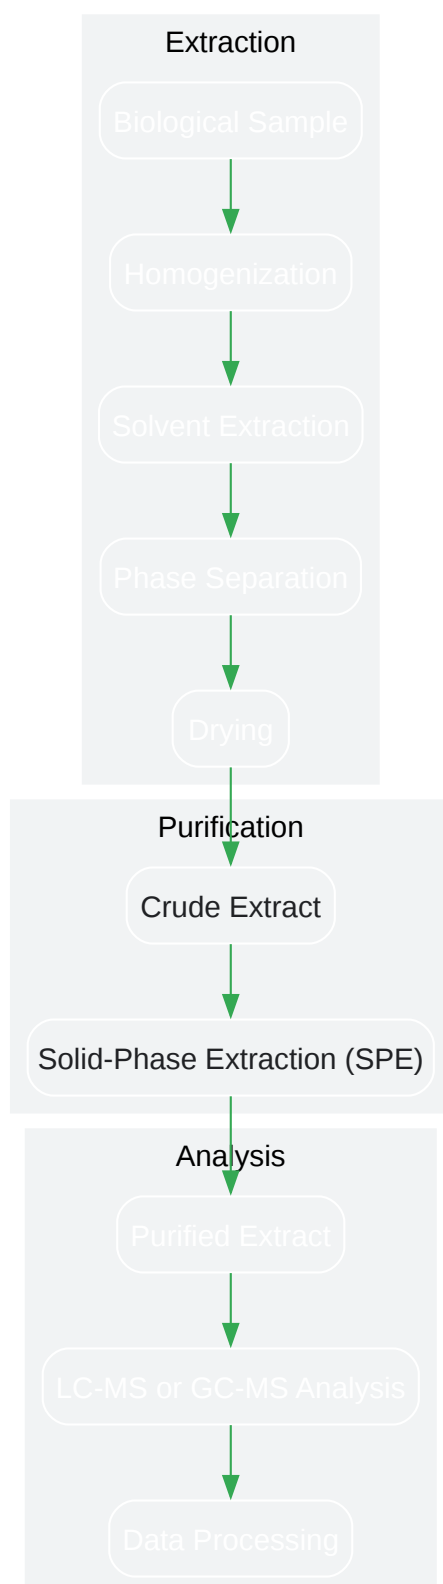 Extraction
Biological Sample
Homogenization
Solvent Extraction
Phase Separation
Drying
Purification
Crude Extract
Solid-Phase Extraction (SPE)
Analysis
Purified Extract
LC-MS or GC-MS Analysis
Data Processing